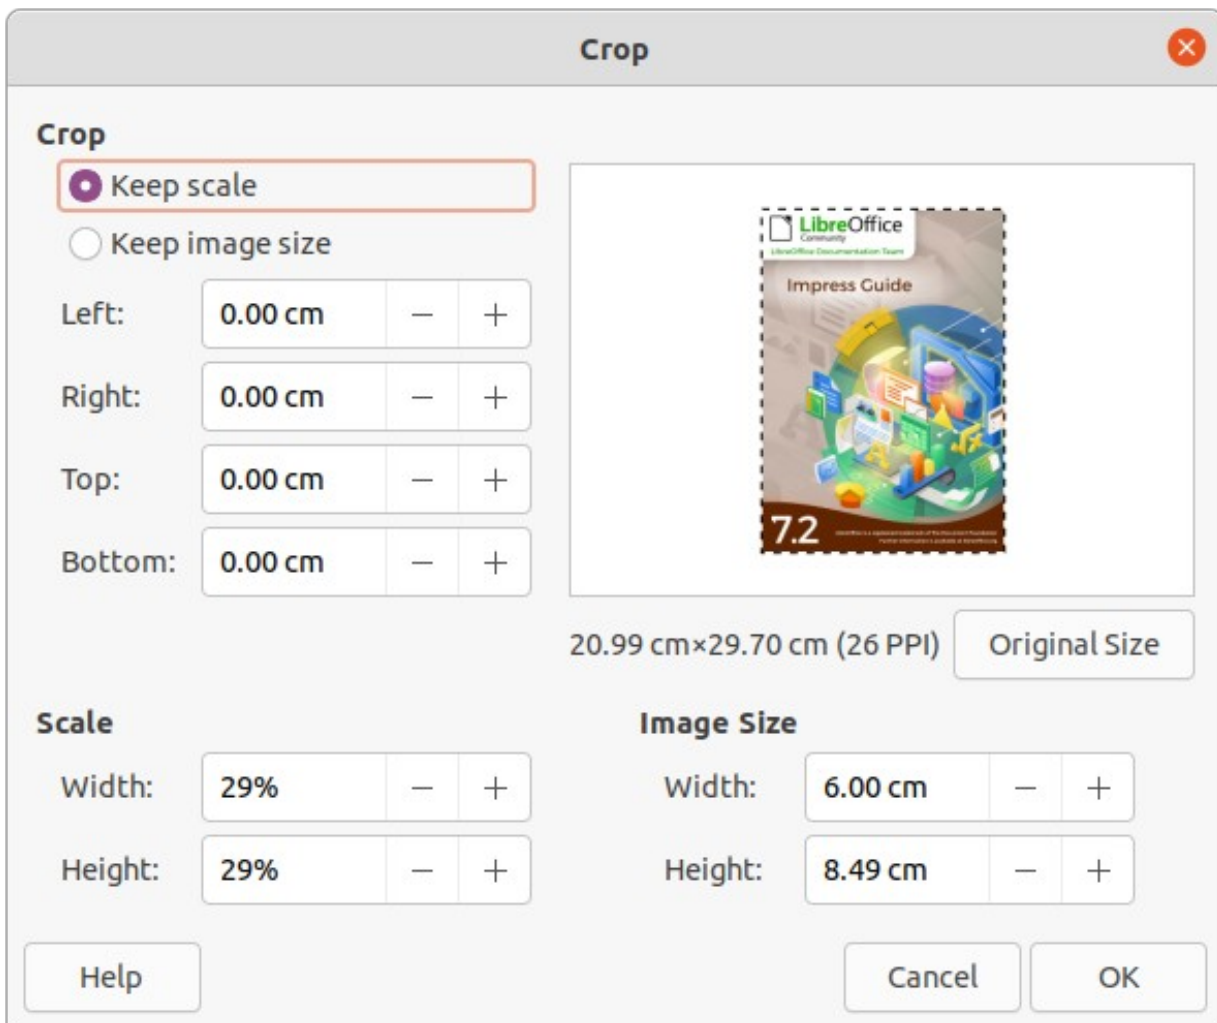 Crop
Crop
Keep scale
Keep image size
Left: 0.00 cm − +
Right: 0.00 cm − +
Top: 0.00 cm − +
Bottom: 0.00 cm − +
LibreOffice
Community
LibreOffice Documentation Team
Impress Guide
7.2
20.99 cm×29.70 cm (26 PPI) Original Size
Scale
Width: 29% − +
Height: 29% − +
Image Size
Width: 6.00 cm − +
Height: 8.49 cm − +
Help Cancel OK